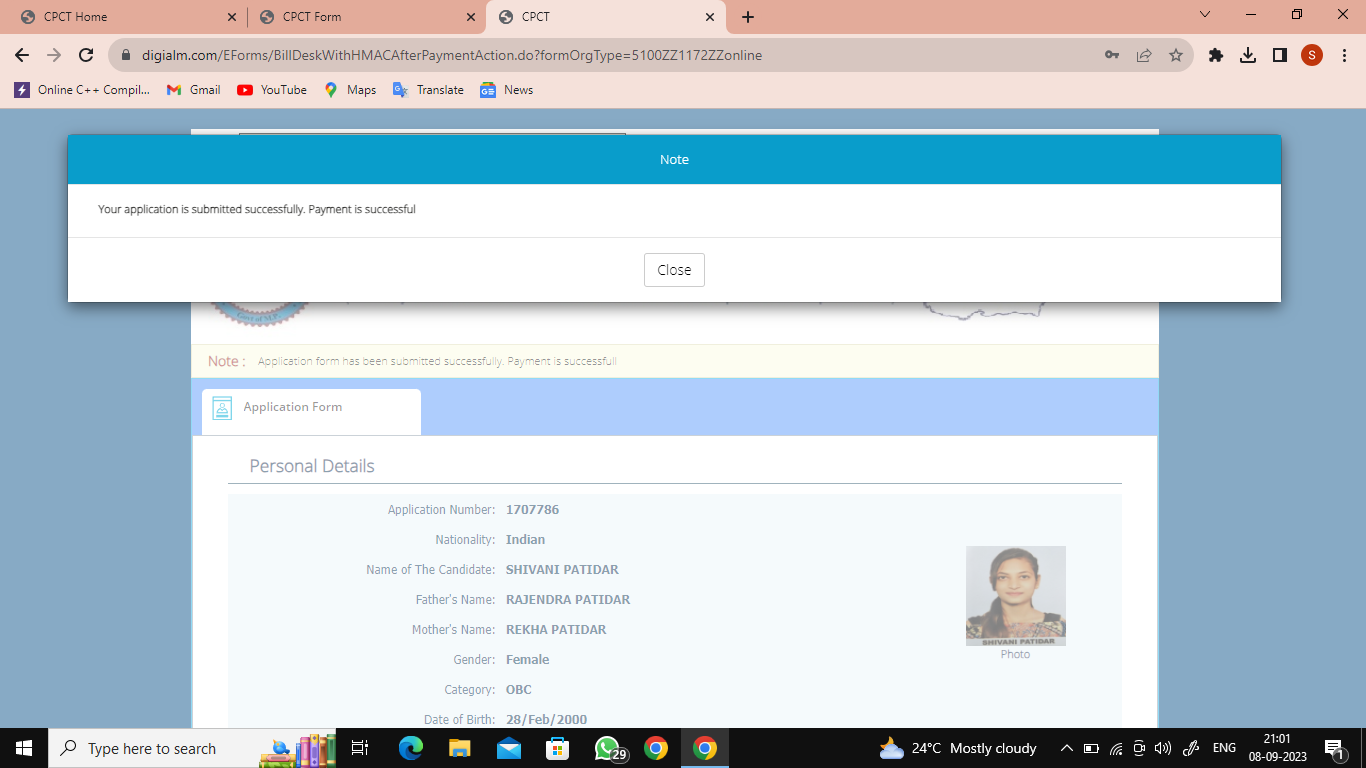 CPCT Home
CPCT Form
CPCT
digialm.com/EForms/BillDeskWithHMACAfterPaymentAction.do?formOrgType=5100ZZ1172ZZonline
S
Online C++ Compil...
Gmail
YouTube
Maps
Translate
News
Note
Your application is submitted successfully. Payment is successful
Close
Govt of M.P.
Note : Application form has been submitted successfully. Payment is successfull
Application Form
Personal Details
Application Number: 1707786
Nationality: Indian
Name of The Candidate: SHIVANI PATIDAR
Father's Name: RAJENDRA PATIDAR
Mother's Name: REKHA PATIDAR
Gender: Female
Category: OBC
Date of Birth: 28/Feb/2000
SHIVANI PATIDAR
Photo
Type here to search
29
24°C Mostly cloudy
ENG
21:01
08-09-2023
1